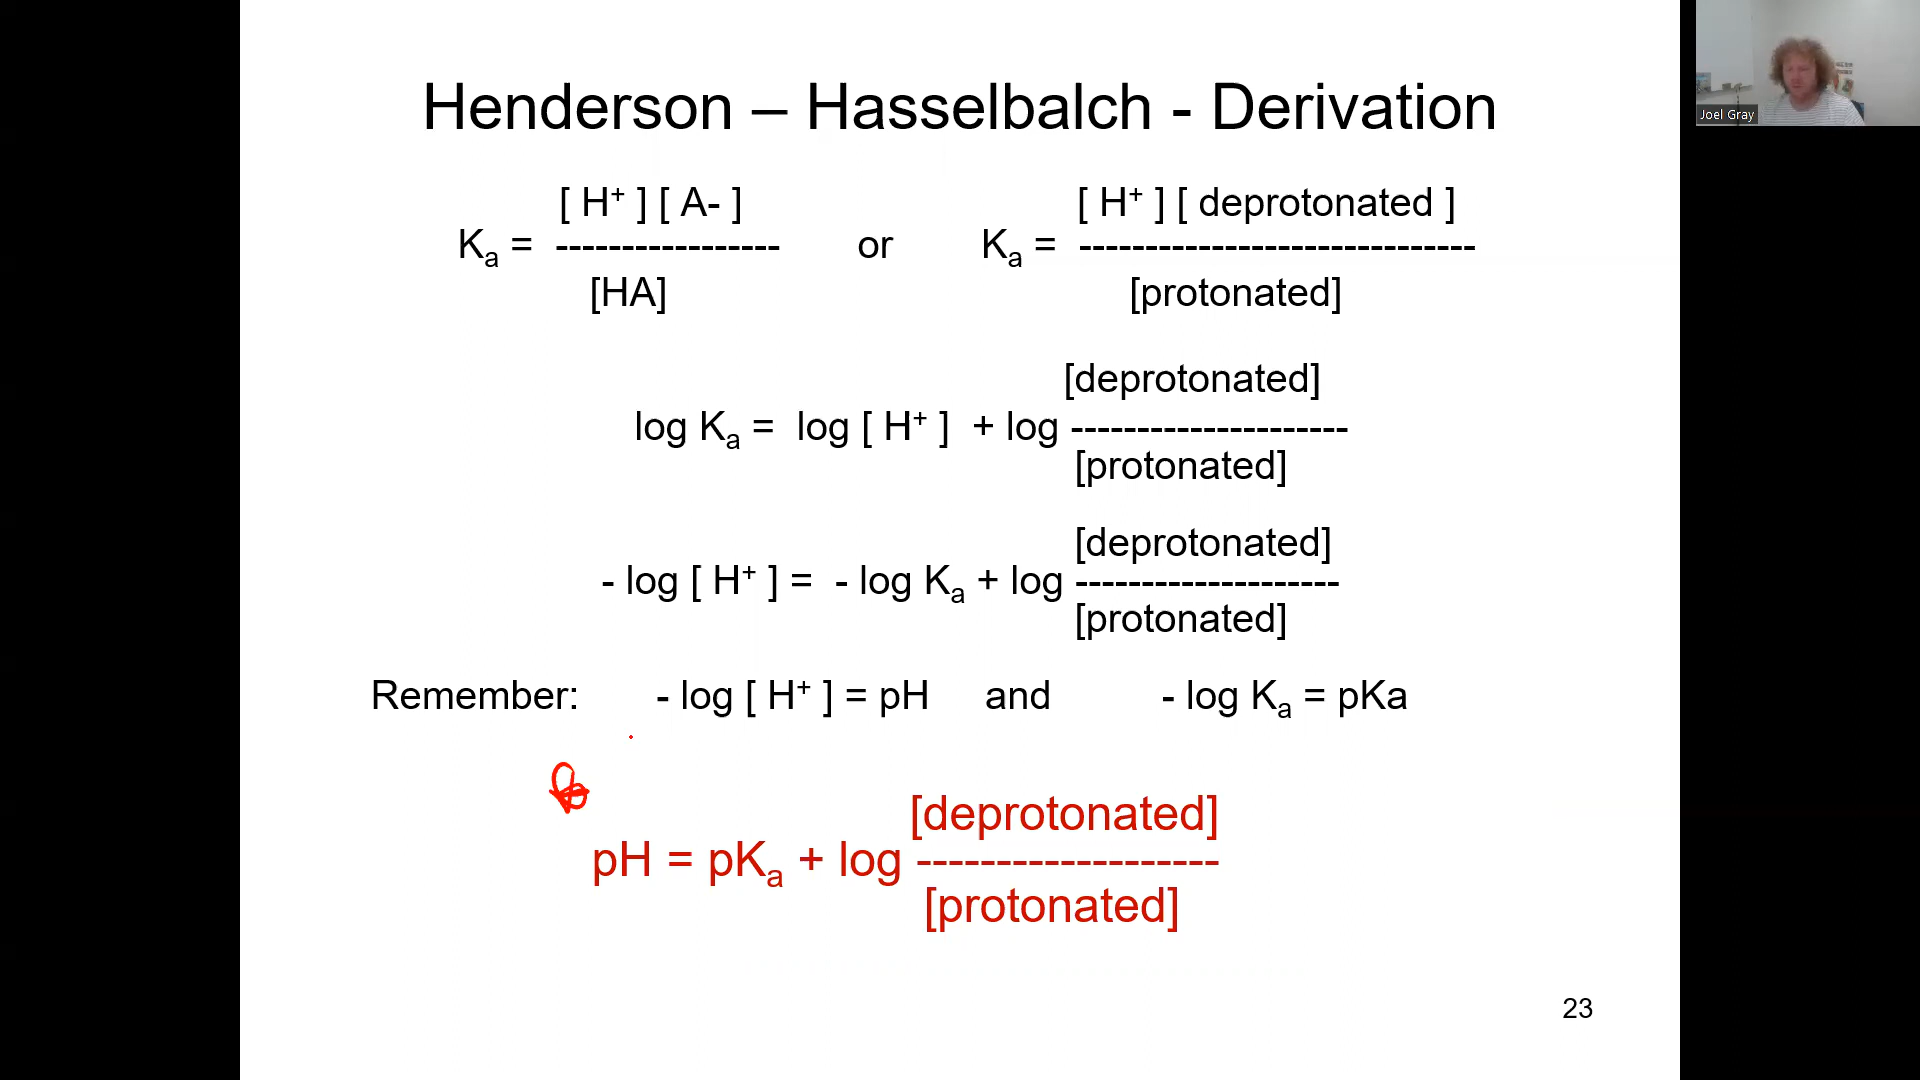 Henderson – Hasselbalch - Derivation
Joel Gray
[ H+ ] [ A- ]
[ H+ ] [ deprotonated ]
Ka = ----------------- or Ka = ------------------------------
[HA]
[protonated]
[deprotonated]
log Ka = log [ H+ ] + log ---------------------
[protonated]
[deprotonated]
- log [ H+ ] = - log Ka + log --------------------
[protonated]
Remember: - log [ H+ ] = pH and - log Ka = pKa
[deprotonated]
pH = pKa + log -------------------
[protonated]
23